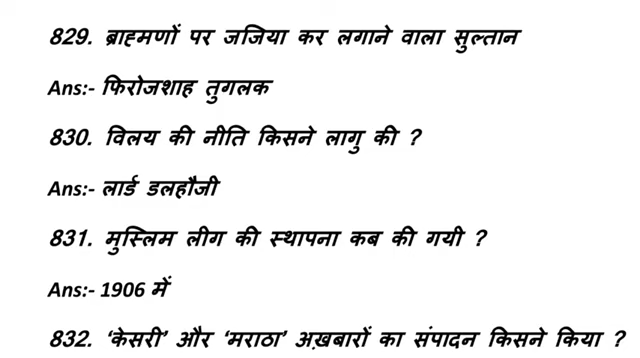 829. ब्राह्मणों पर जजिया कर लगाने वाला सुल्तान
Ans:- फिरोजशाह तुगलक
830. विलय की नीति किसने लागु की ?
Ans:- लार्ड डलहौजी
831. मुस्लिम लीग की स्थापना कब की गयी ?
Ans:- 1906 में
832. ‘केसरी’ और ‘मराठा’ अख़बारों का संपादन किसने किया ?